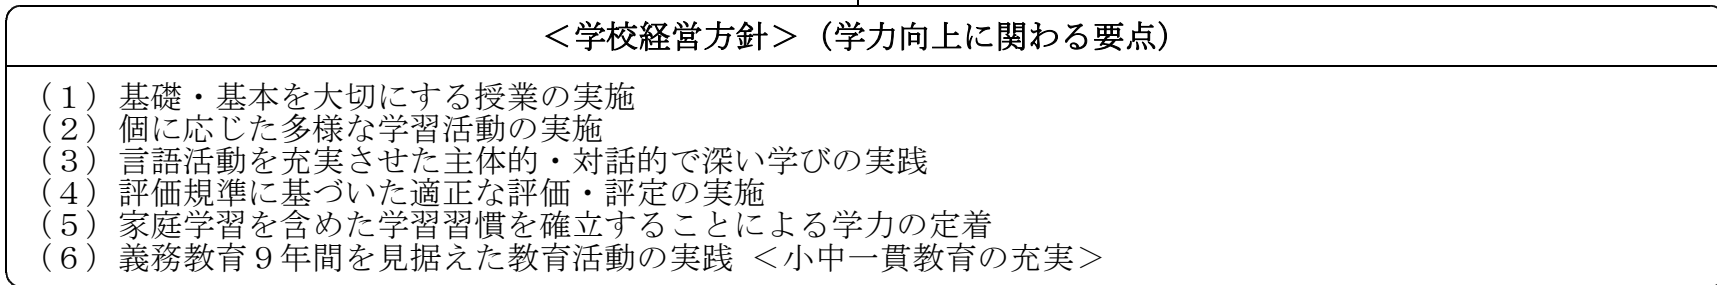 ＜学校経営方針＞（学力向上に関わる要点）
（１）基礎・基本を大切にする授業の実施
（２）個に応じた多様な学習活動の実施
（３）言語活動を充実させた主体的・対話的で深い学びの実践
（４）評価規準に基づいた適正な評価・評定の実施
（５）家庭学習を含めた学習習慣を確立することによる学力の定着
（６）義務教育９年間を見据えた教育活動の実践 ＜小中一貫教育の充実＞